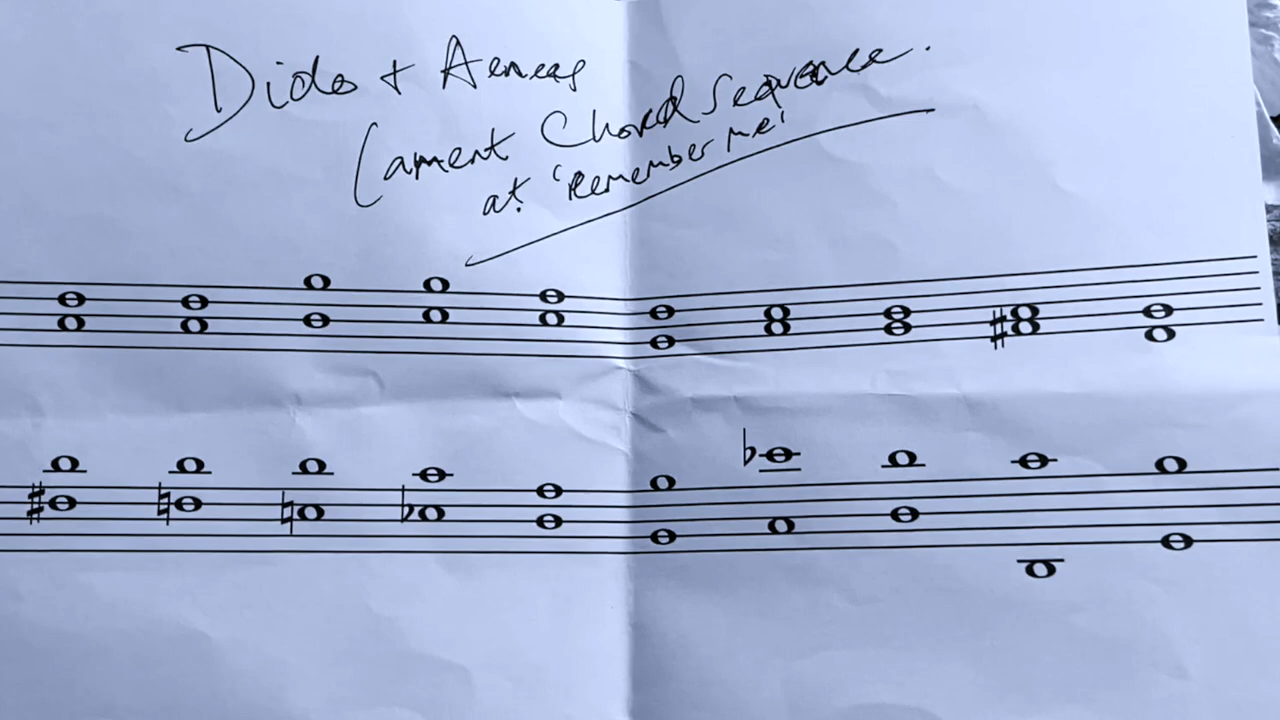 Dido + Aeneas
Lament Chord Sequence.
at 'remember me'